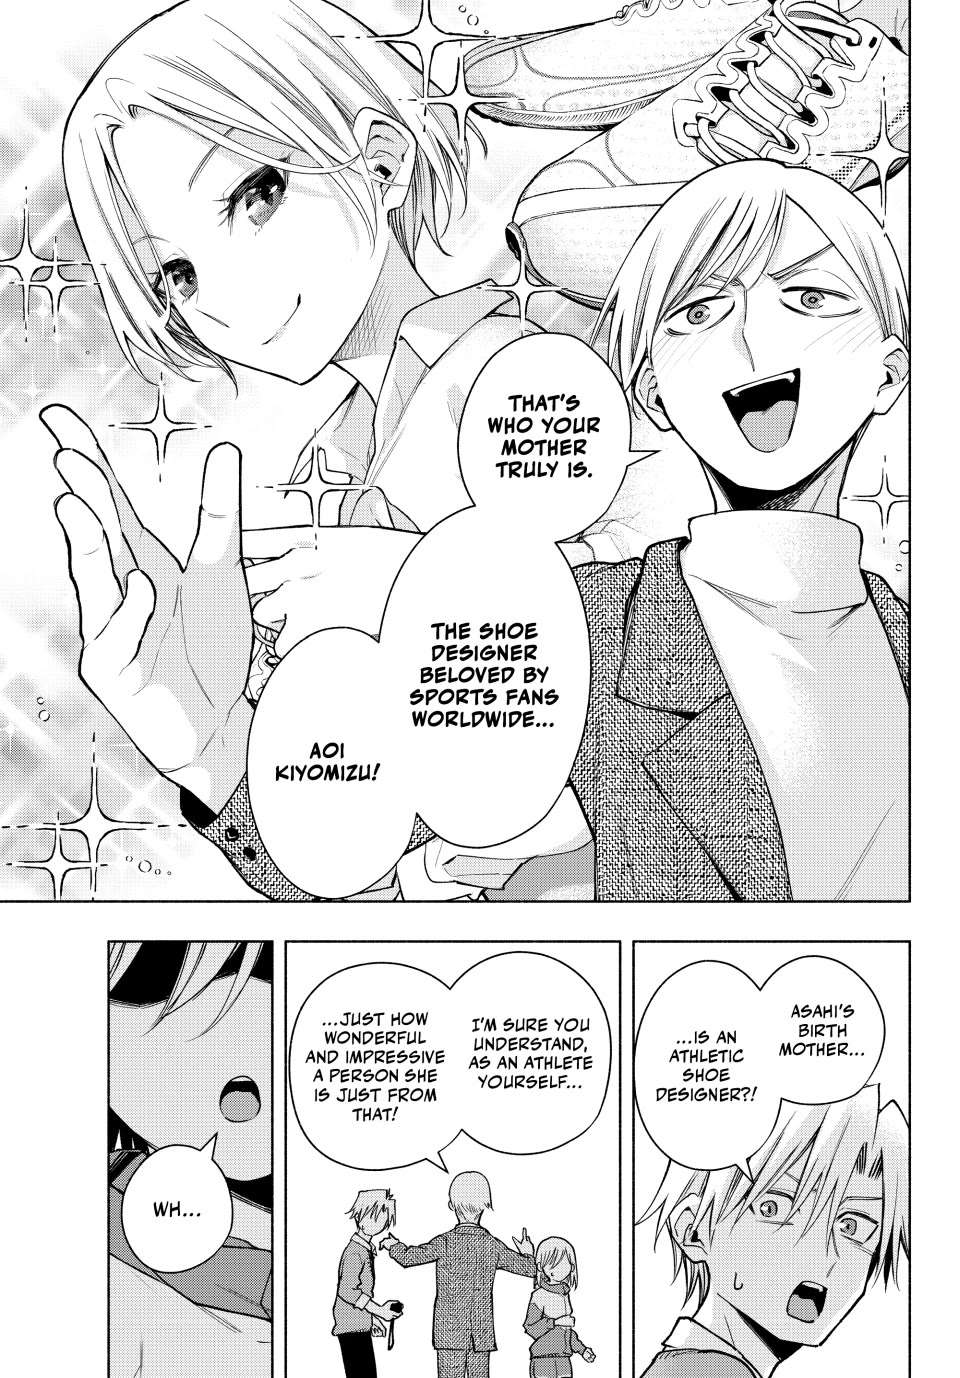 THAT'S
WHO YOUR
MOTHER
TRULY IS.
THE SHOE
DESIGNER
BELOVED BY
SPORTS FANS
WORLDWIDE...
AOI
KIYOMIZU!
ASAHI'S
BIRTH
MOTHER...
...IS AN
ATHLETIC
SHOE
DESIGNER?!
I'M SURE YOU
UNDERSTAND,
AS AN ATHLETE
YOURSELF...
...JUST HOW
WONDERFUL
AND IMPRESSIVE
A PERSON SHE
IS JUST FROM
THAT!
WH...